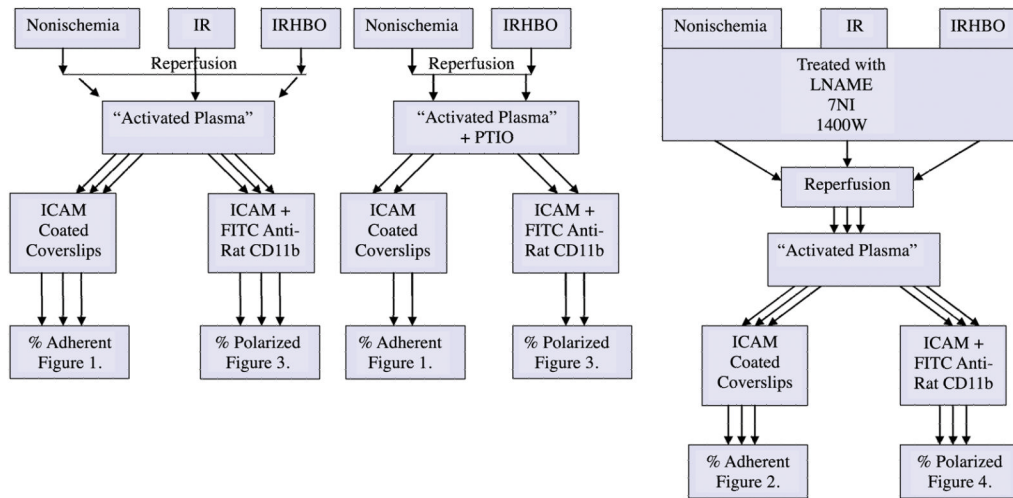 Nonischemia
IR
IRHBO
Reperfusion
“Activated Plasma”
ICAM
Coated
Coverslips
ICAM +
FITC Anti-
Rat CD11b
% Adherent
Figure 1.
% Polarized
Figure 3.
Nonischemia
IRHBO
Reperfusion
“Activated Plasma”
+ PTIO
ICAM
Coated
Coverslips
ICAM +
FITC Anti-
Rat CD11b
% Adherent
Figure 1.
% Polarized
Figure 3.
Nonischemia
IR
IRHBO
Treated with
LNAME
7NI
1400W
Reperfusion
“Activated Plasma”
ICAM
Coated
Coverslips
ICAM +
FITC Anti-
Rat CD11b
% Adherent
Figure 2.
% Polarized
Figure 4.